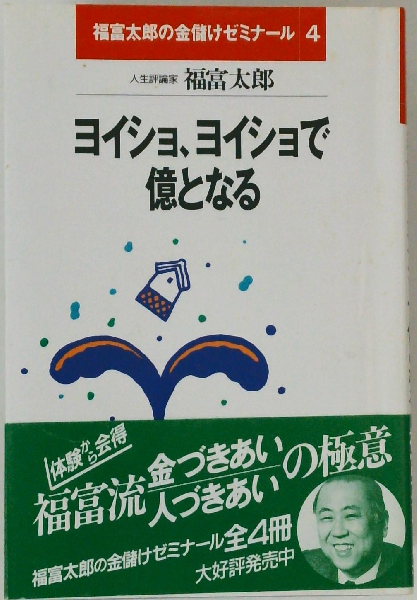 福富太郎の金儲けゼミナール 4
人生評論家 福富太郎
ヨイショ、ヨイショで
億となる
体験から会得
福富流 金づきあい 人づきあい の極意
福富太郎の金儲けゼミナール全4冊
大好評発売中